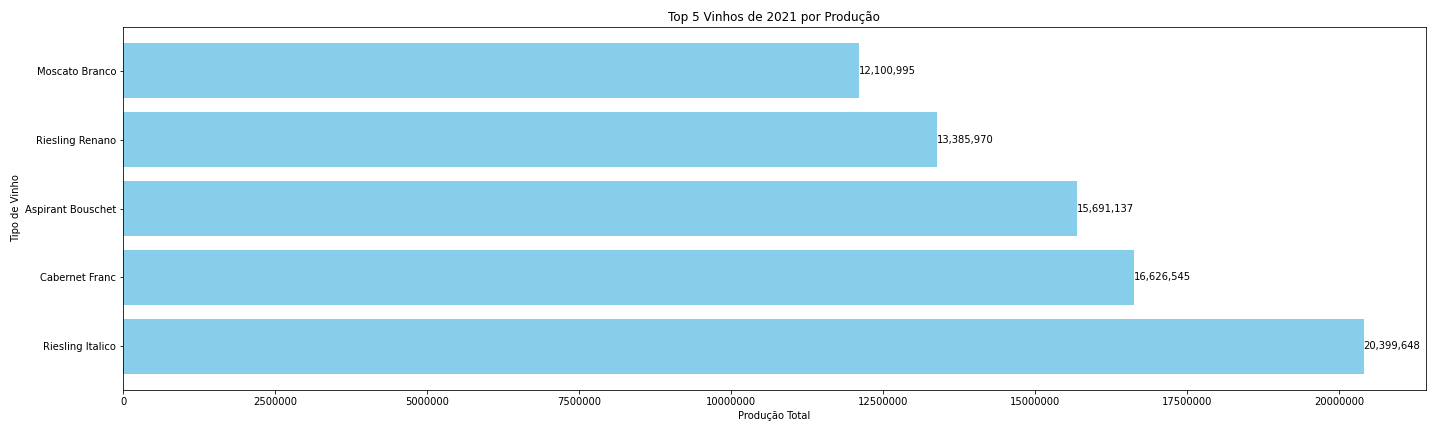 Top 5 Vinhos de 2021 por Produção
Tipo de Vinho
Moscato Branco 12,100,995
Riesling Renano 13,385,970
Aspirant Bouschet 15,691,137
Cabernet Franc 16,626,545
Riesling Italico 20,399,648
0 2500000 5000000 7500000 10000000 12500000 15000000 17500000 20000000
Produção Total